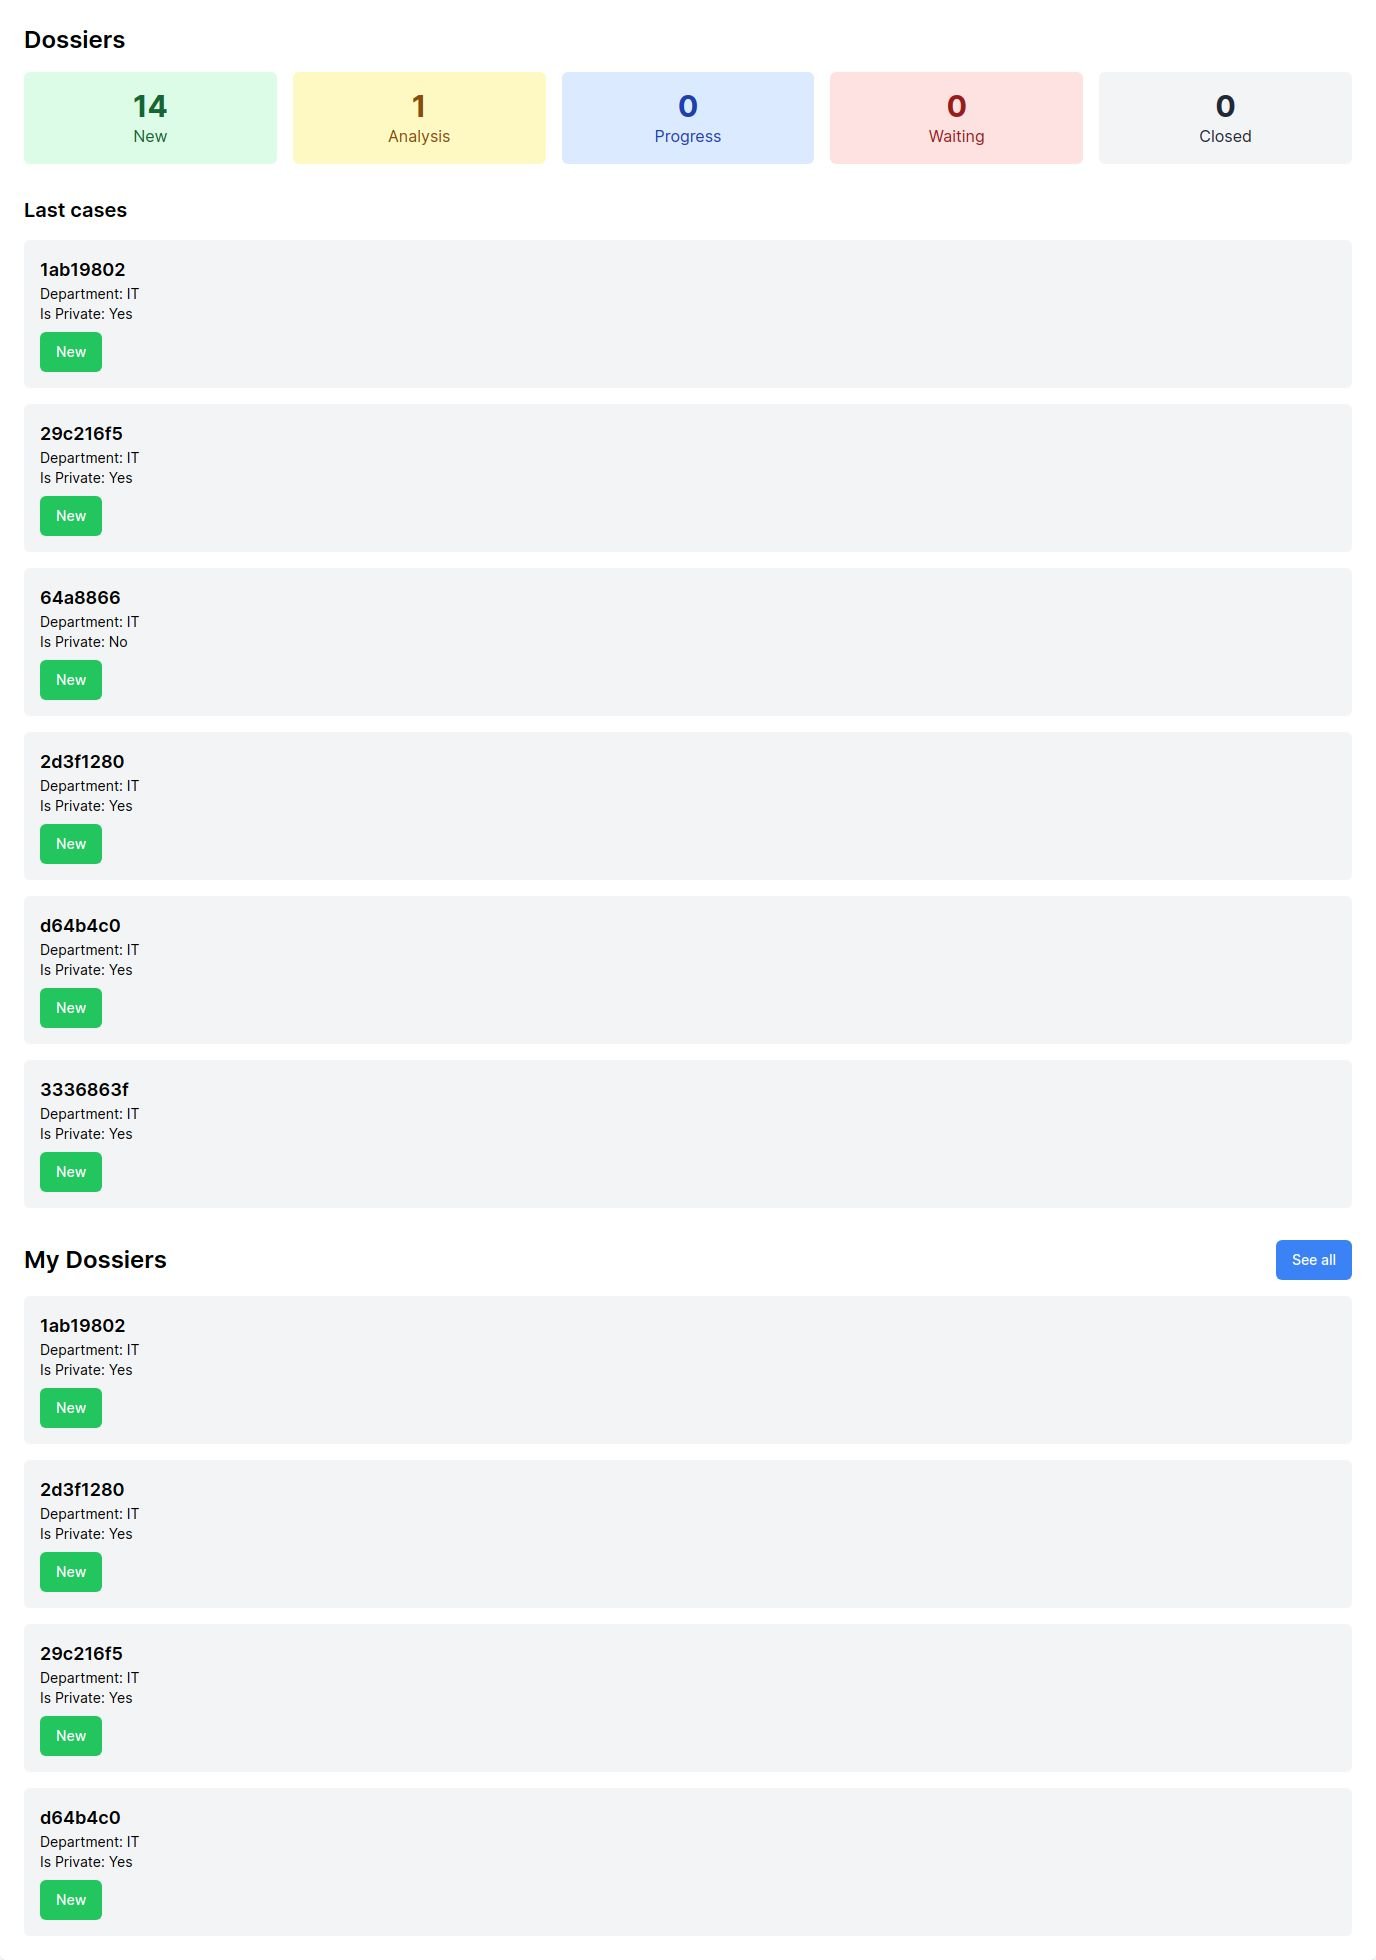 Dossiers
14
New
1
Analysis
0
Progress
0
Waiting
0
Closed
Last cases
1ab19802
Department: IT
Is Private: Yes
New
29c216f5
Department: IT
Is Private: Yes
New
64a8866
Department: IT
Is Private: No
New
2d3f1280
Department: IT
Is Private: Yes
New
d64b4c0
Department: IT
Is Private: Yes
New
3336863f
Department: IT
Is Private: Yes
New
My Dossiers
See all
1ab19802
Department: IT
Is Private: Yes
New
2d3f1280
Department: IT
Is Private: Yes
New
29c216f5
Department: IT
Is Private: Yes
New
d64b4c0
Department: IT
Is Private: Yes
New